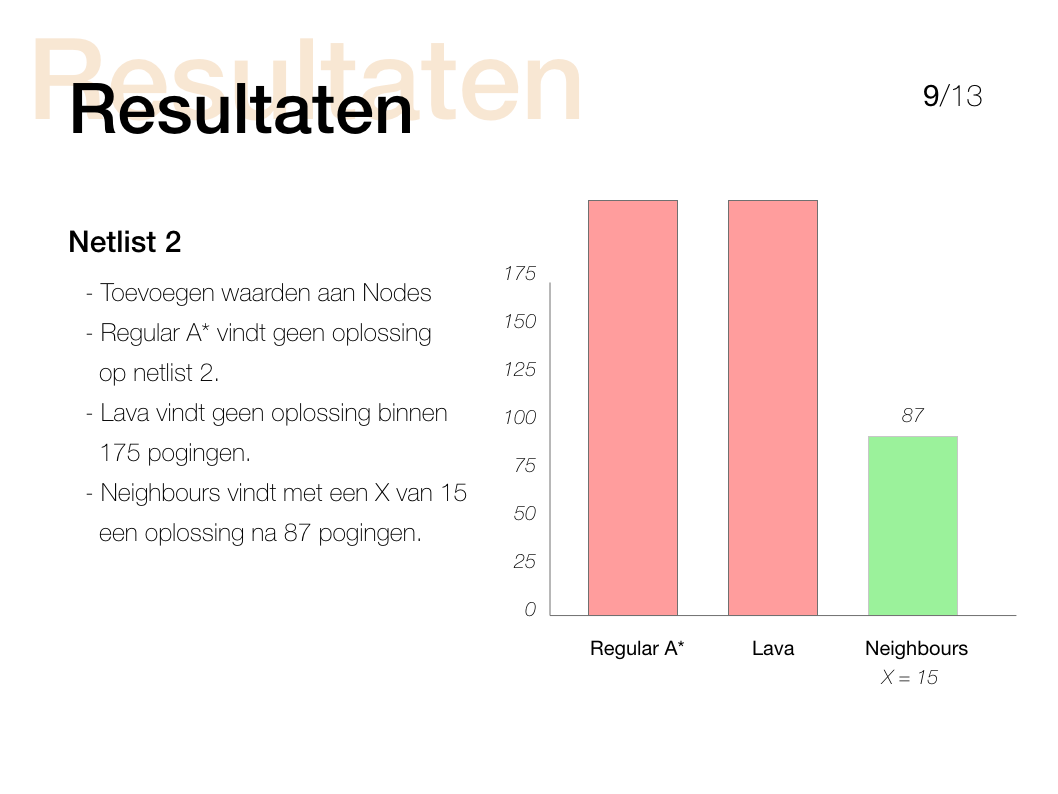 Resultaten
Resultaten
9/13
Netlist 2
- Toevoegen waarden aan Nodes
- Regular A* vindt geen oplossing
op netlist 2.
- Lava vindt geen oplossing binnen
175 pogingen.
- Neighbours vindt met een X van 15
een oplossing na 87 pogingen.
175
150
125
100
75
50
25
0
87
Regular A*
Lava
Neighbours
X = 15